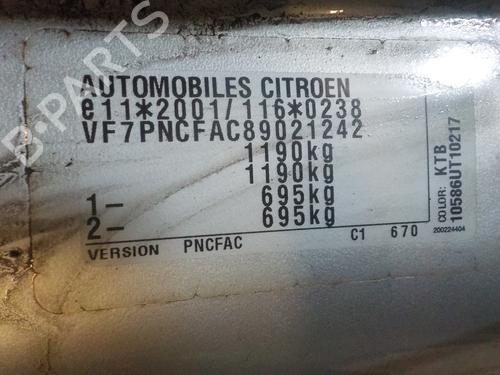 B-PARTS
AUTOMOBILES CITROEN
e11*2001/116*0238
VF7PNCFAC89021242
1190kg
1190kg
1- 695kg
2- 695kg
VERSION PNCFAC C1 670
COLOR: KTB
10586UT10217
200224404